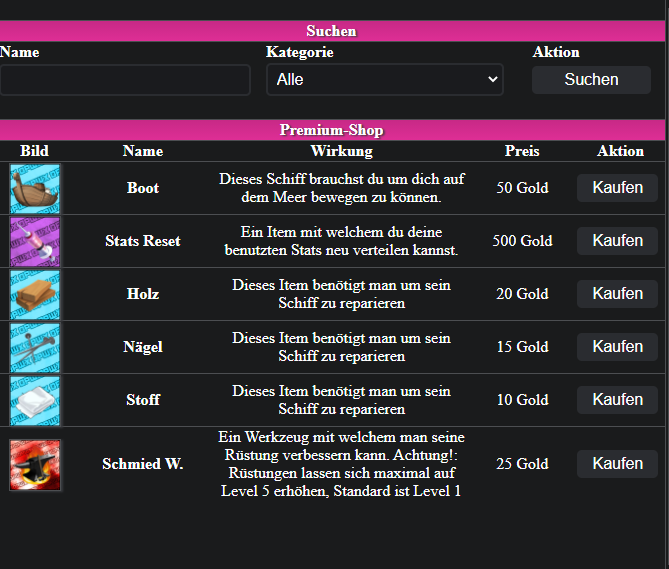 Suchen
Name Kategorie Aktion
Alle Suchen
Premium-Shop
Bild Name Wirkung Preis Aktion
Boot
Dieses Schiff brauchst du um dich auf
dem Meer bewegen zu können.
50 Gold
Kaufen
Stats Reset
Ein Item mit welchem du deine
benutzten Stats neu verteilen kannst.
500 Gold
Kaufen
Holz
Dieses Item benötigt man um sein
Schiff zu reparieren
20 Gold
Kaufen
Nägel
Dieses Item benötigt man um sein
Schiff zu reparieren
15 Gold
Kaufen
Stoff
Dieses Item benötigt man um sein
Schiff zu reparieren
10 Gold
Kaufen
Schmied W.
Ein Werkzeug mit welchem man seine
Rüstung verbessern kann. Achtung!:
Rüstungen lassen sich maximal auf
Level 5 erhöhen, Standard ist Level 1
25 Gold
Kaufen